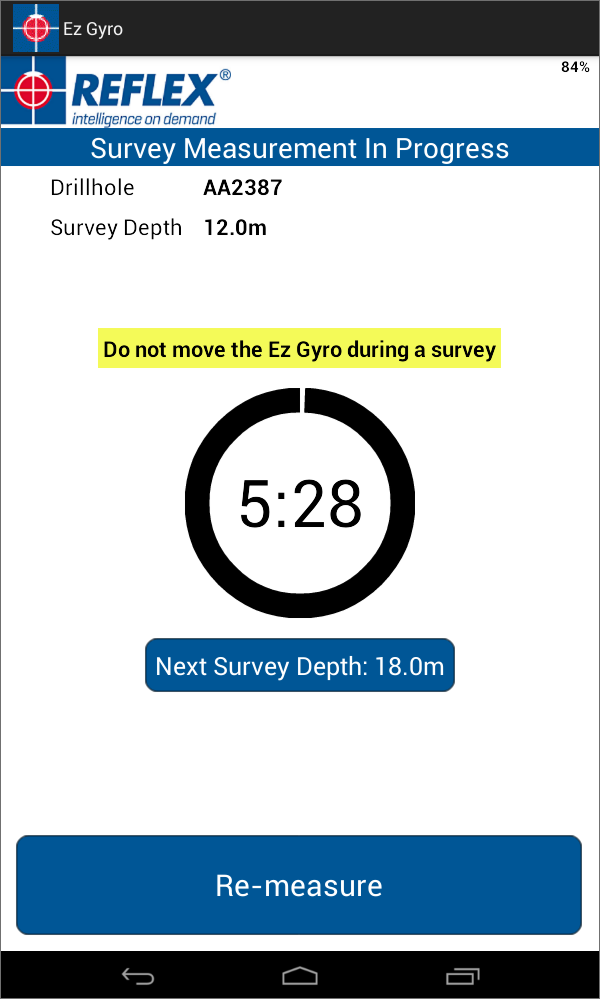 Ez Gyro
84%
REFLEX®
intelligence on demand
Survey Measurement In Progress
Drillhole AA2387
Survey Depth 12.0m
Do not move the Ez Gyro during a survey
5:28
Next Survey Depth: 18.0m
Re-measure